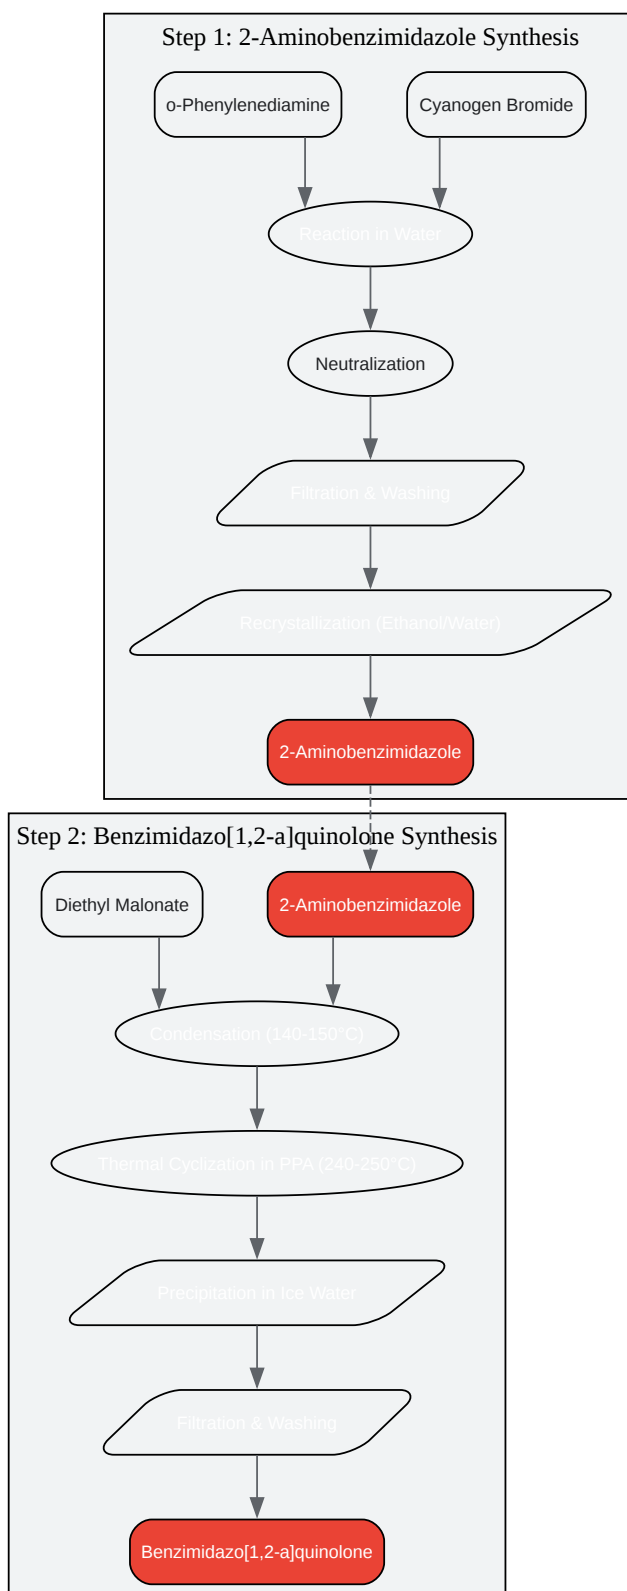 Step 1: 2-Aminobenzimidazole Synthesis
o-Phenylenediamine
Cyanogen Bromide
Reaction in Water
Neutralization
Filtration & Washing
Recrystallization (Ethanol/Water)
2-Aminobenzimidazole
Step 2: Benzimidazo[1,2-a]quinolone Synthesis
Diethyl Malonate
2-Aminobenzimidazole
Condensation (140-150°C)
Thermal Cyclization in PPA (240-250°C)
Precipitation in Ice Water
Filtration & Washing
Benzimidazo[1,2-a]quinolone